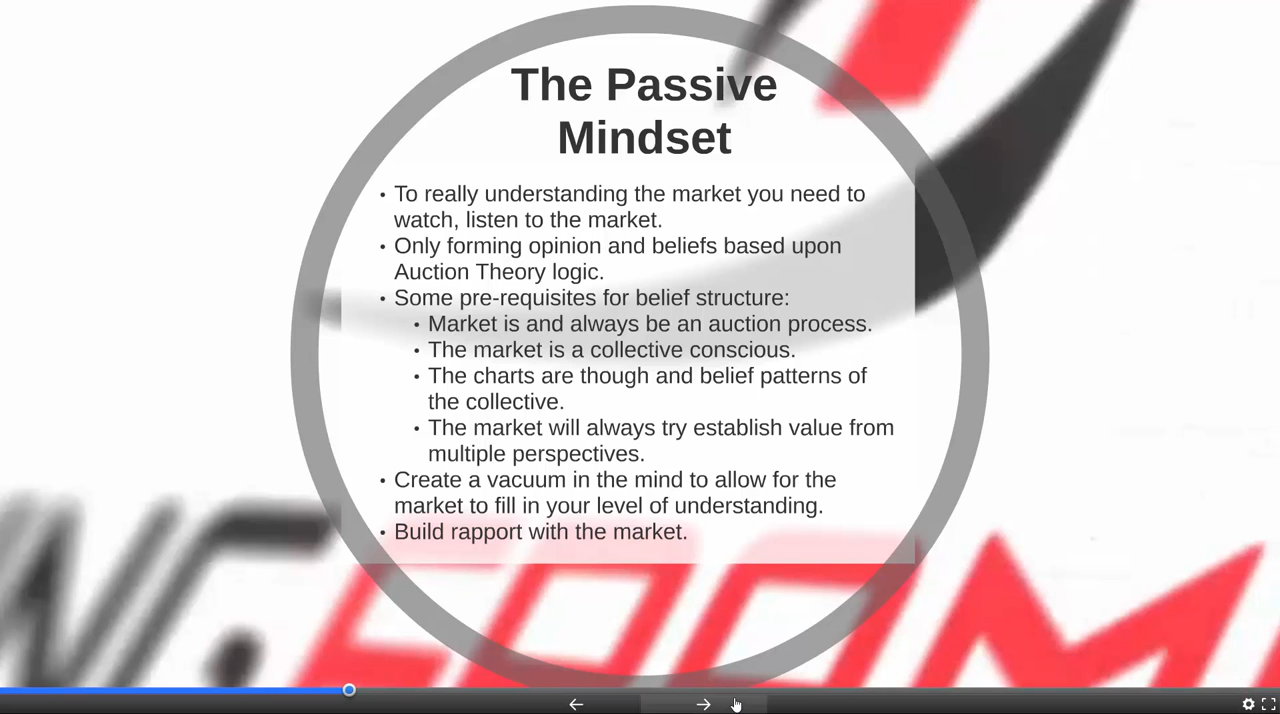 The Passive
Mindset
• To really understanding the market you need to
watch, listen to the market.
• Only forming opinion and beliefs based upon
Auction Theory logic.
• Some pre-requisites for belief structure:
• Market is and always be an auction process.
• The market is a collective conscious.
• The charts are though and belief patterns of
the collective.
• The market will always try establish value from
multiple perspectives.
• Create a vacuum in the mind to allow for the
market to fill in your level of understanding.
• Build rapport with the market.